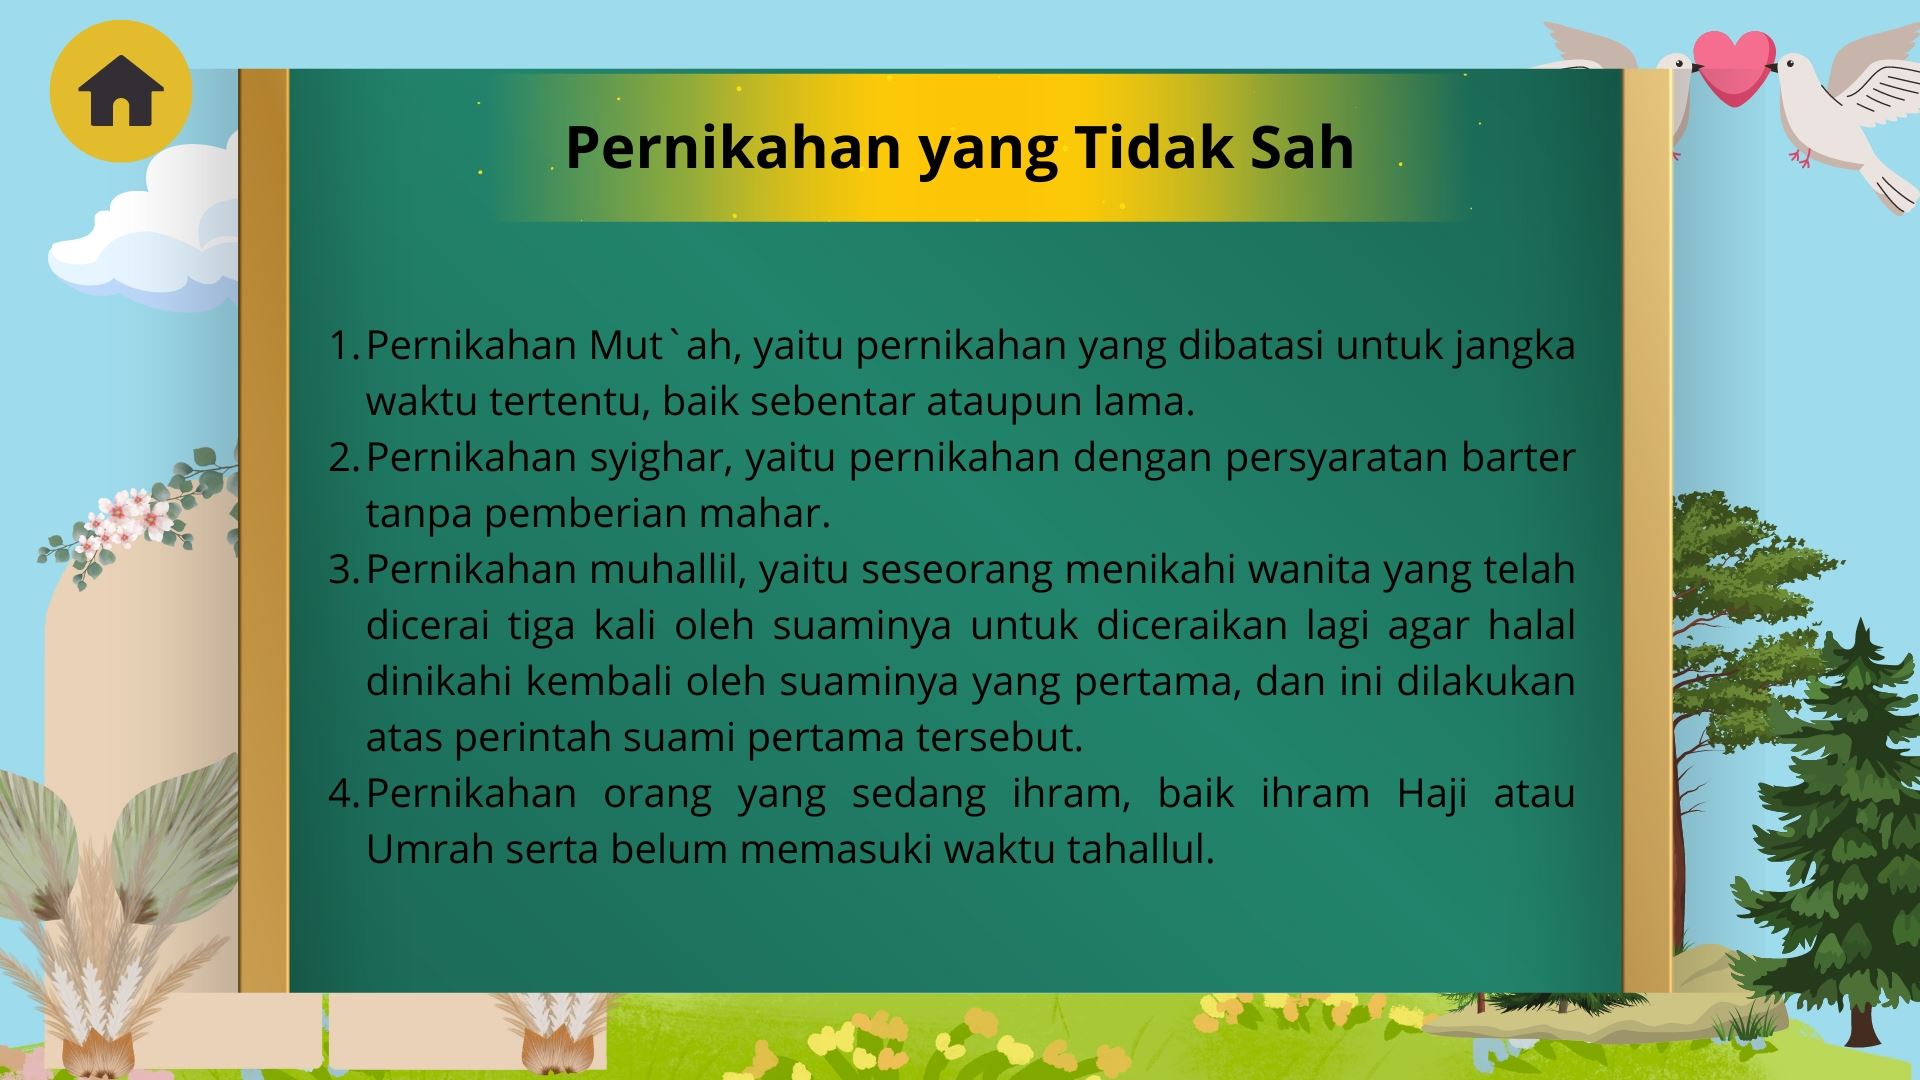 Pernikahan yang Tidak Sah
1. Pernikahan Mut`ah, yaitu pernikahan yang dibatasi untuk jangka
waktu tertentu, baik sebentar ataupun lama.
2. Pernikahan syighar, yaitu pernikahan dengan persyaratan barter
tanpa pemberian mahar.
3. Pernikahan muhallil, yaitu seseorang menikahi wanita yang telah
dicerai tiga kali oleh suaminya untuk diceraikan lagi agar halal
dinikahi kembali oleh suaminya yang pertama, dan ini dilakukan
atas perintah suami pertama tersebut.
4. Pernikahan orang yang sedang ihram, baik ihram Haji atau
Umrah serta belum memasuki waktu tahallul.